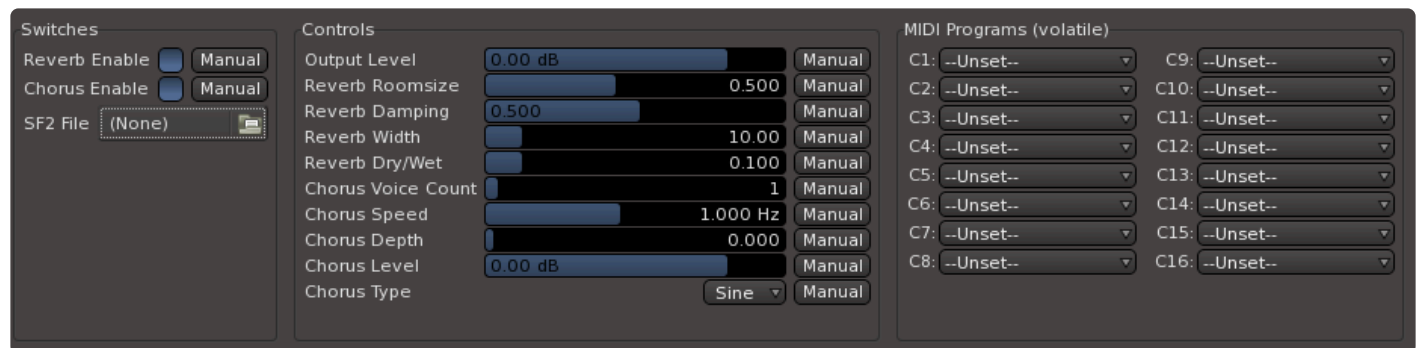 Switches
Reverb Enable Manual
Chorus Enable Manual
SF2 File (None)
Controls
Output Level 0.00 dB Manual
Reverb Roomsize 0.500 Manual
Reverb Damping 0.500 Manual
Reverb Width 10.00 Manual
Reverb Dry/Wet 0.100 Manual
Chorus Voice Count 1 Manual
Chorus Speed 1.000 Hz Manual
Chorus Depth 0.000 Manual
Chorus Level 0.00 dB Manual
Chorus Type Sine Manual
MIDI Programs (volatile)
C1: --Unset-- C9: --Unset--
C2: --Unset-- C10: --Unset--
C3: --Unset-- C11: --Unset--
C4: --Unset-- C12: --Unset--
C5: --Unset-- C13: --Unset--
C6: --Unset-- C14: --Unset--
C7: --Unset-- C15: --Unset--
C8: --Unset-- C16: --Unset--